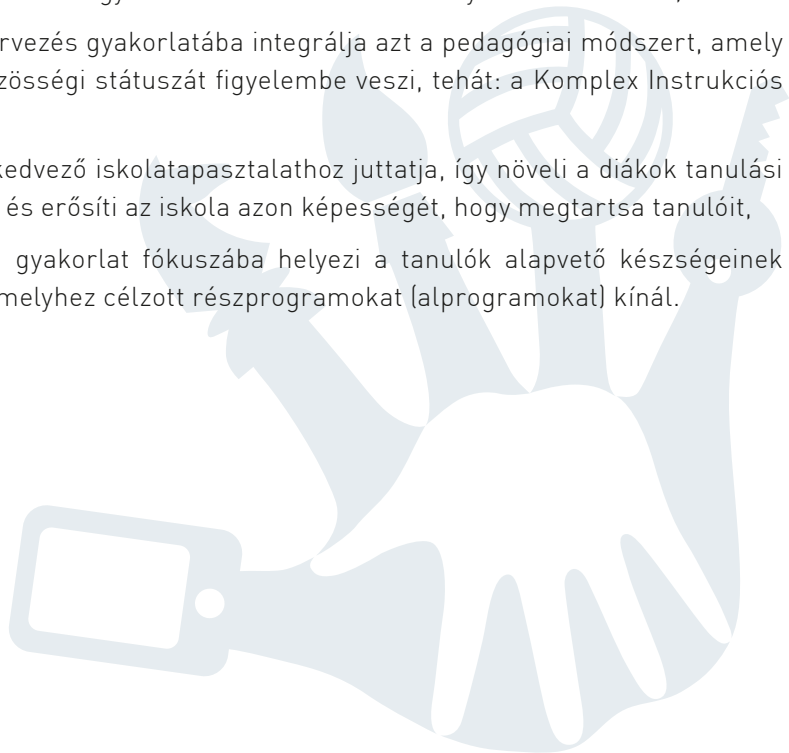 rvezés gyakorlatába integrálja azt a pedagógiai módszert, amely
zösségi státuszát figyelembe veszi, tehát: a Komplex Instrukciós
kedvező iskolatapasztalathoz juttatja, így növeli a diákok tanulási
és erősíti az iskola azon képességét, hogy megtartsa tanulóit,
gyakorlat fókuszába helyezi a tanulók alapvető készségeinek
melyhez célzott részprogramokat (alprogramokat) kínál.